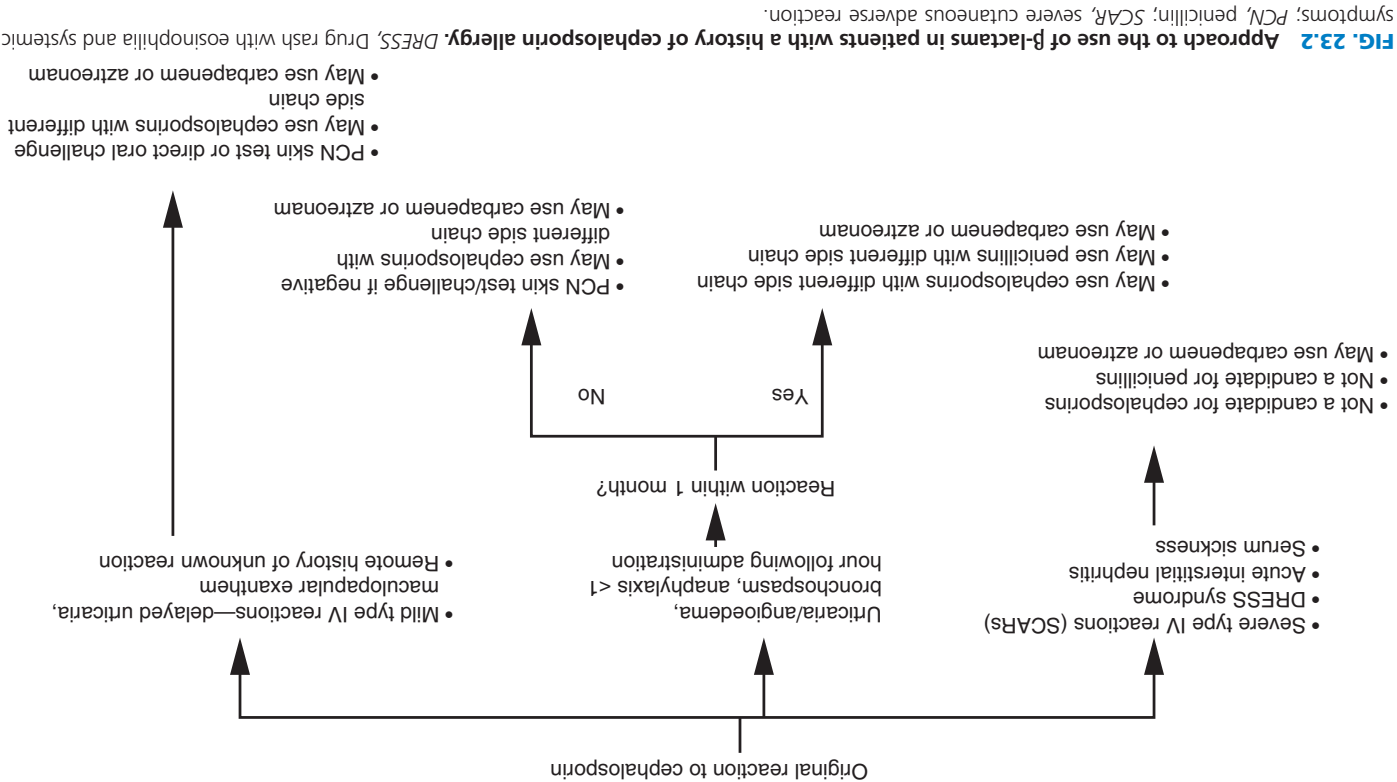 Original reaction to cephalosporin
• Severe type IV reactions (SCARs)
• DRESS syndrome
• Acute interstitial nephritis
• Serum sickness
• Not a candidate for cephalosporins
• Not a candidate for penicillins
• May use carbapenem or aztreonam
Urticaria/angioedema,
bronchospasm, anaphylaxis <1
hour following administration
Reaction within 1 month?
Yes
• May use cephalosporins with different side chain
• May use penicillins with different side chain
• May use carbapenem or aztreonam
No
• PCN skin test/challenge if negative
• May use cephalosporins with
different side chain
• May use carbapenem or aztreonam
• Mild type IV reactions—delayed urticaria,
maculopapular exanthem
• Remote history of unknown reaction
• PCN skin test or direct oral challenge
• May use cephalosporins with different
side chain
• May use carbapenem or aztreonam
FIG. 23.2 Approach to the use of β-lactams in patients with a history of cephalosporin allergy. DRESS, Drug rash with eosinophilia and systemic
symptoms; PCN, penicillin; SCAR, severe cutaneous adverse reaction.